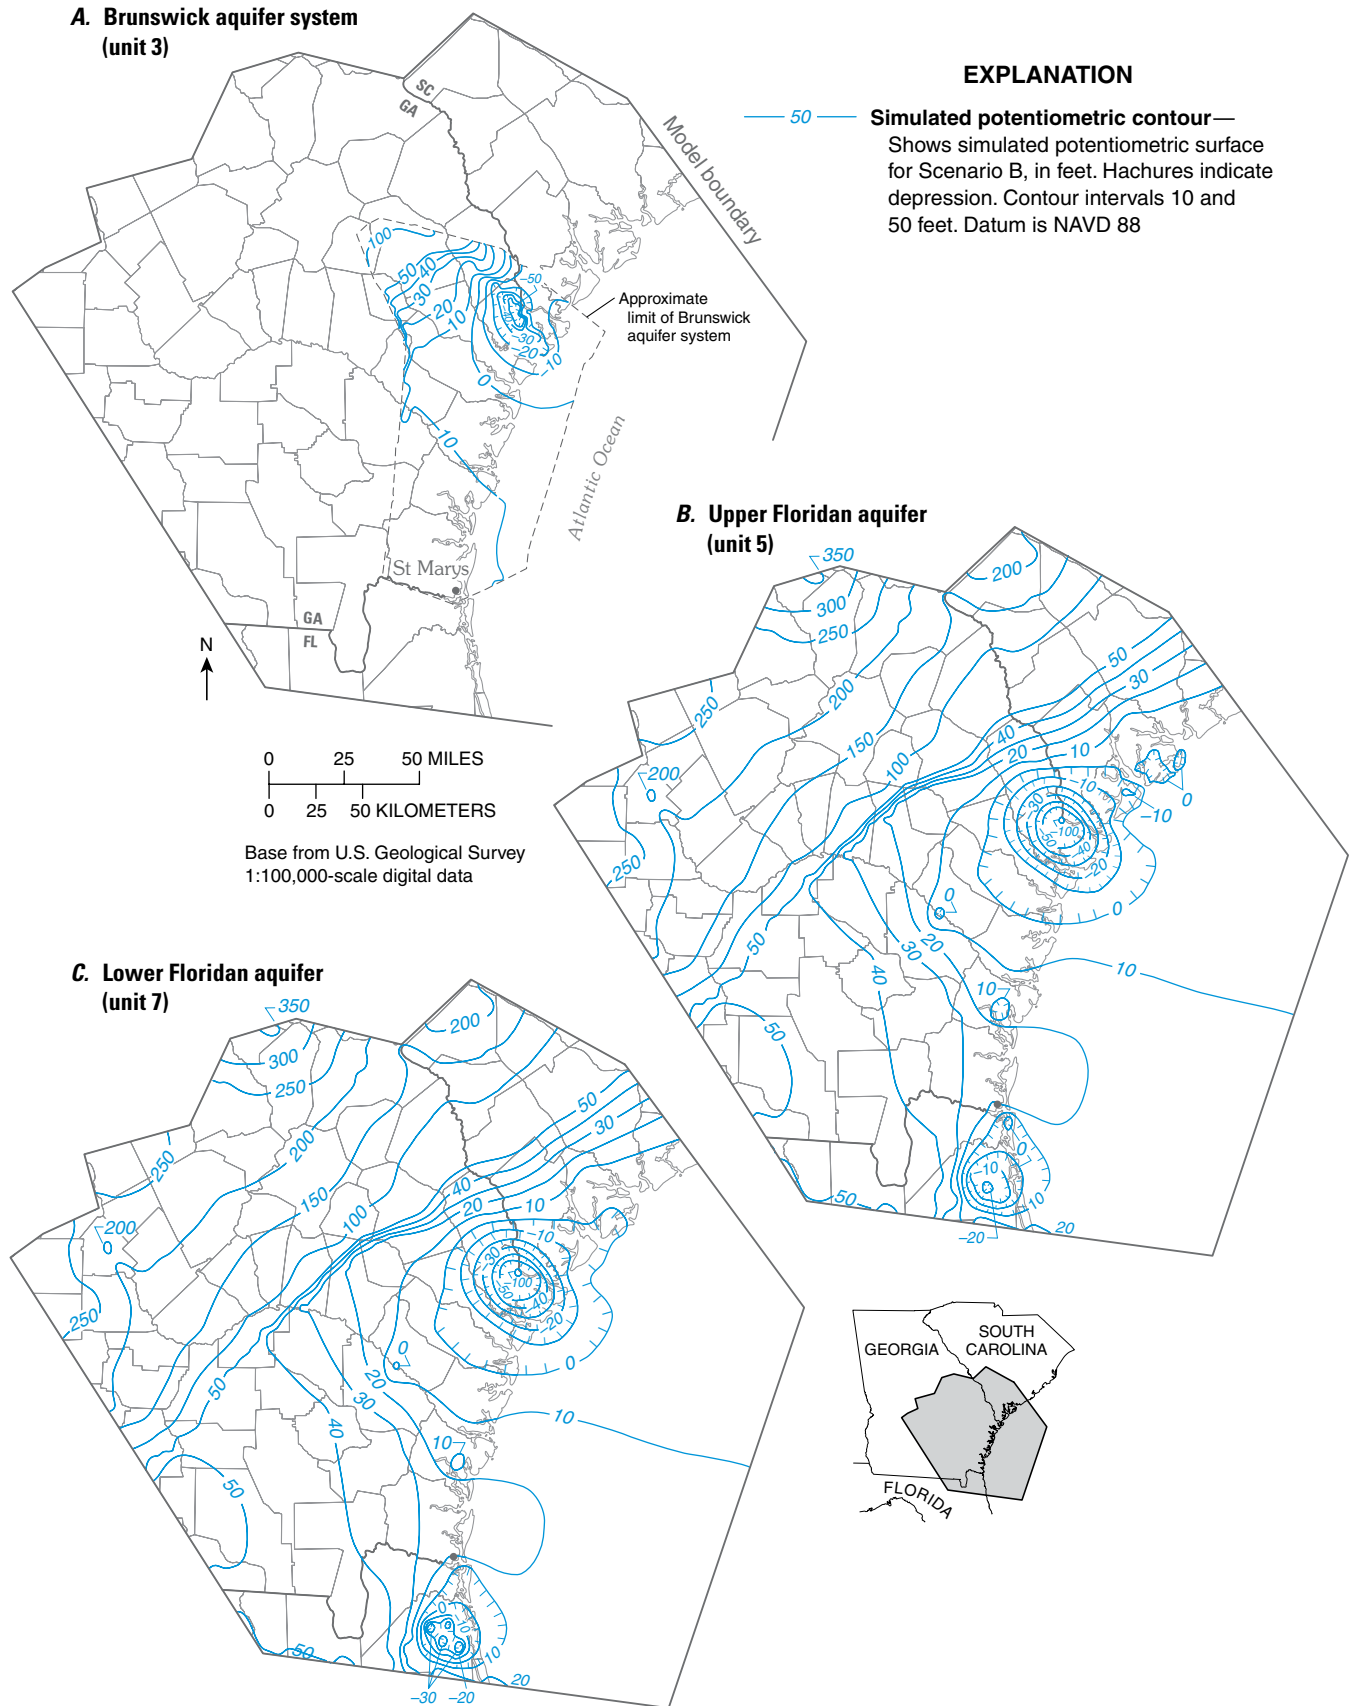 A. Brunswick aquifer system
(unit 3)
SC
GA
Model boundary
100
50
40
30
20
10
-50
-30
-20
-10
0
10
Approximate
limit of Brunswick
aquifer system
Atlantic Ocean
St Marys
GA
FL
N
EXPLANATION
50
Simulated potentiometric contour—
Shows simulated potentiometric surface
for Scenario B, in feet. Hachures indicate
depression. Contour intervals 10 and
50 feet. Datum is NAVD 88
0 25 50 MILES
0 25 50 KILOMETERS
Base from U.S. Geological Survey
1:100,000-scale digital data
B. Upper Floridan aquifer
(unit 5)
350
300
250
200
250
200
200
150
100
50
30
40
20
10
-10
0
-10
-30
-100
-50
-40
-20
0
250
50
0
20
30
40
10
10
50
0
0
-10
10
50
20
-20
C. Lower Floridan aquifer
(unit 7)
350
300
250
200
250
200
200
150
100
50
30
40
20
10
-10
-30
-100
-50
-40
-20
0
250
50
0
20
30
40
10
10
50
0
10
10
50
20
-30 -20
GEORGIA
SOUTH
CAROLINA
FLORIDA